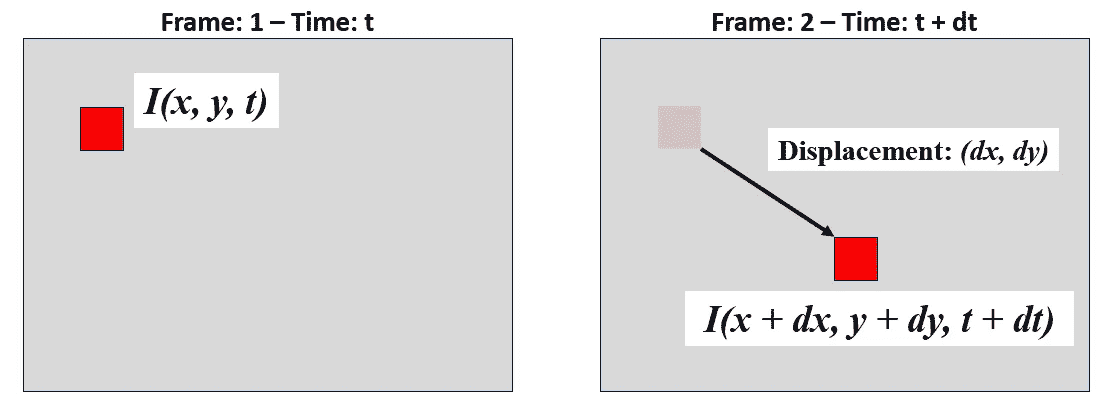 Frame: 1 – Time: t
I(x, y, t)
Frame: 2 – Time: t + dt
Displacement: (dx, dy)
I(x + dx, y + dy, t + dt)